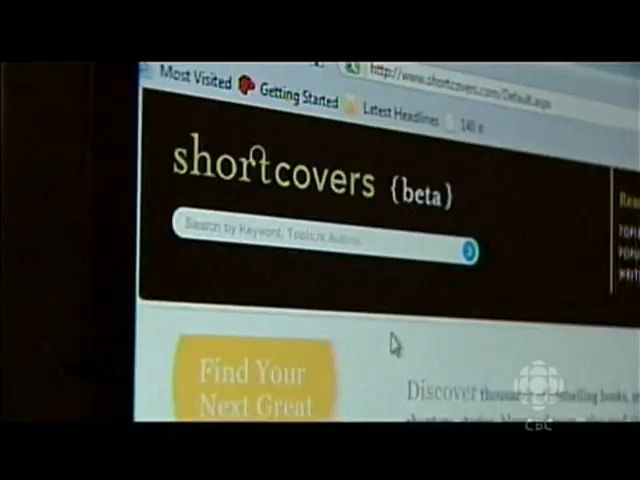 http://www.shortcovers.com/Default.aspx
Most Visited Getting Started Latest Headlines
shortcovers {beta}
Search by Keyword, Topic, or Author
Find Your
Next Great
Discover
CBC